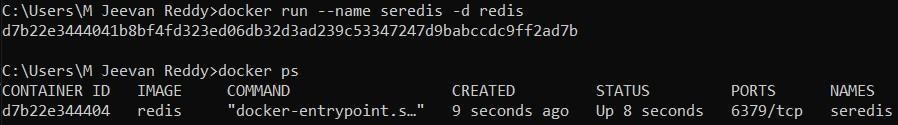 C:\Users\M Jeevan Reddy>docker run --name seredis -d redis
d7b22e3444041b8bf4fd323ed06db32d3ad239c53347247d9babccdc9ff2ad7b
C:\Users\M Jeevan Reddy>docker ps
CONTAINER ID IMAGE COMMAND CREATED STATUS PORTS NAMES
d7b22e344404 redis "docker-entrypoint.s…" 9 seconds ago Up 8 seconds 6379/tcp seredis